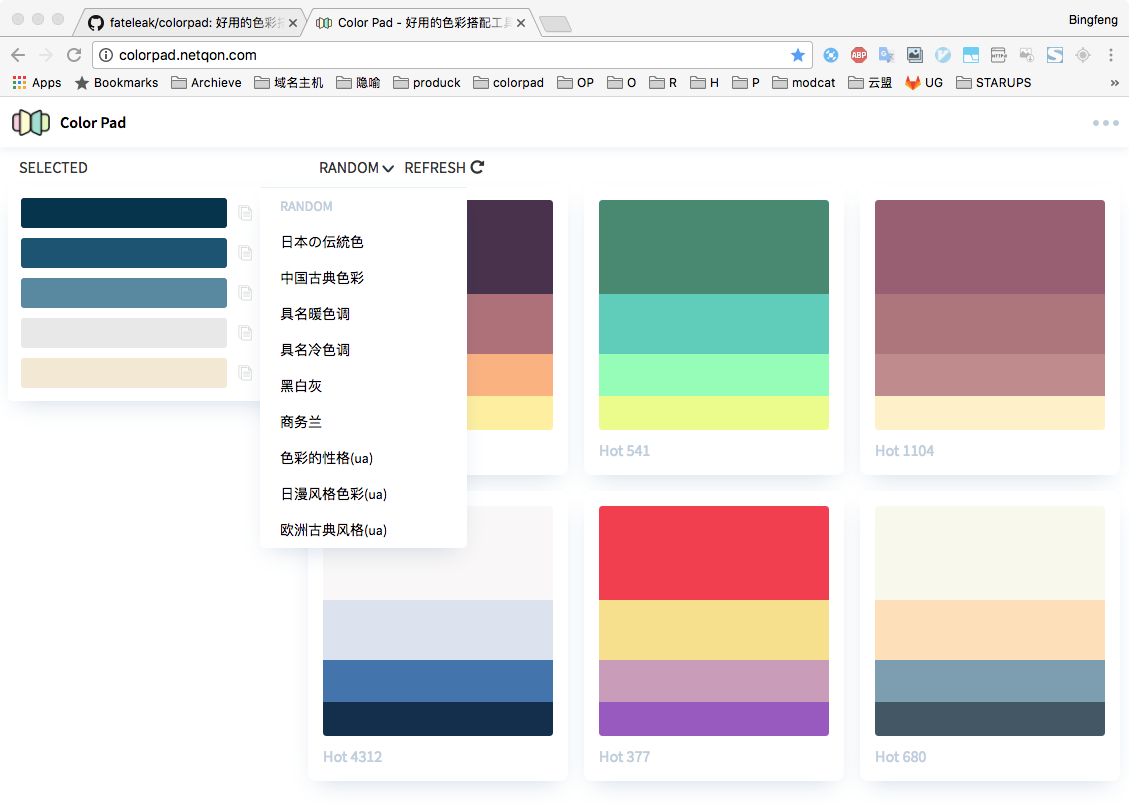 fateleak/colorpad: 好用的色彩搭
Color Pad - 好用的色彩搭配工具
Bingfeng
colorpad.netqon.com
ABP
Apps
Bookmarks
Archieve
域名主机
隐喻
produck
colorpad
OP
O
R
H
P
modcat
云盟
UG
STARUPS
»
Color Pad
SELECTED
RANDOM
REFRESH
RANDOM
日本の伝統色
中国古典色彩
具名暖色调
具名冷色调
黑白灰
商务兰
色彩的性格(ua)
日漫风格色彩(ua)
欧洲古典风格(ua)
Hot 541
Hot 1104
Hot 4312
Hot 377
Hot 680